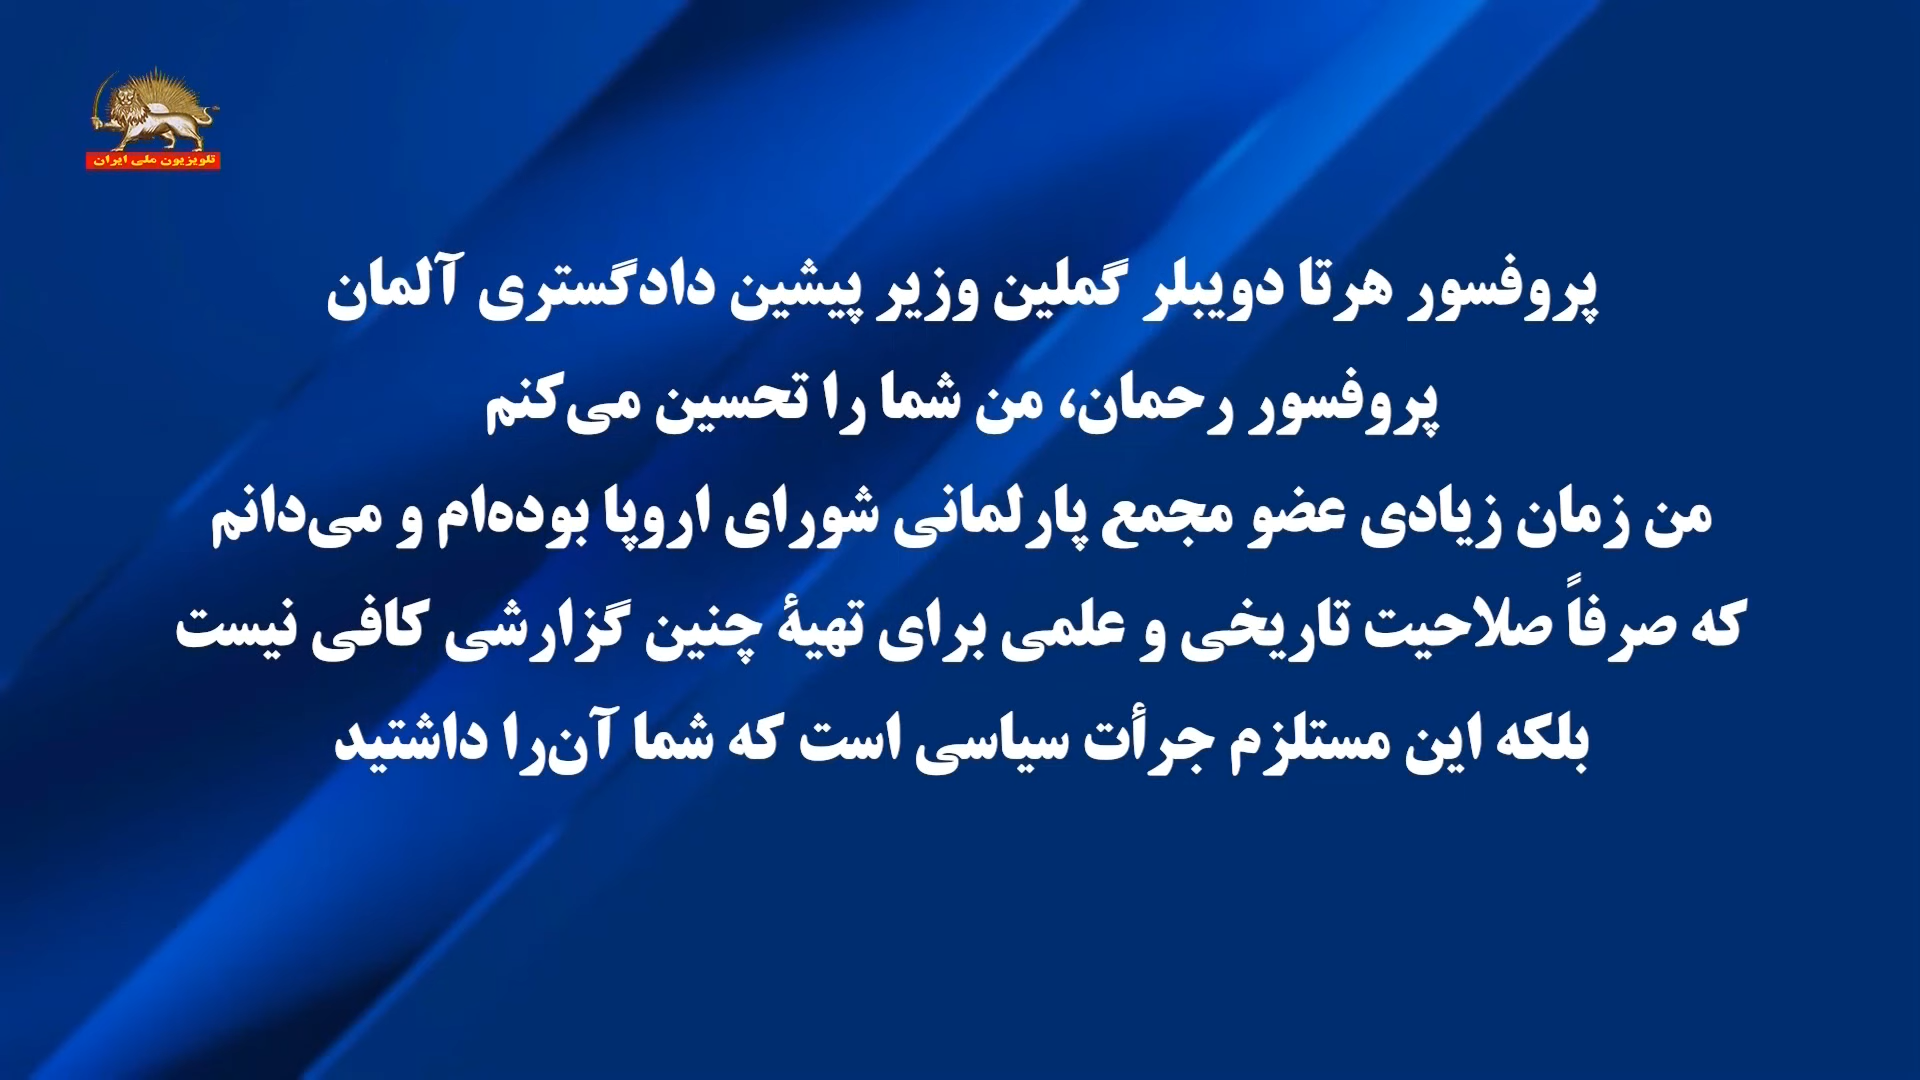 تلویزیون ملی ایران
پروفسور هرتا دویبلر گملین وزیر پیشین دادگستری آلمان
پروفسور رحمان، من شما را تحسین می‌کنم
من زمان زیادی عضو مجمع پارلمانی شورای اروپا بوده‌ام و می‌دانم
که صرفاً صلاحیت تاریخی و علمی برای تهیهٔ چنین گزارشی کافی نیست
بلکه این مستلزم جرأت سیاسی است که شما آن‌را داشتید